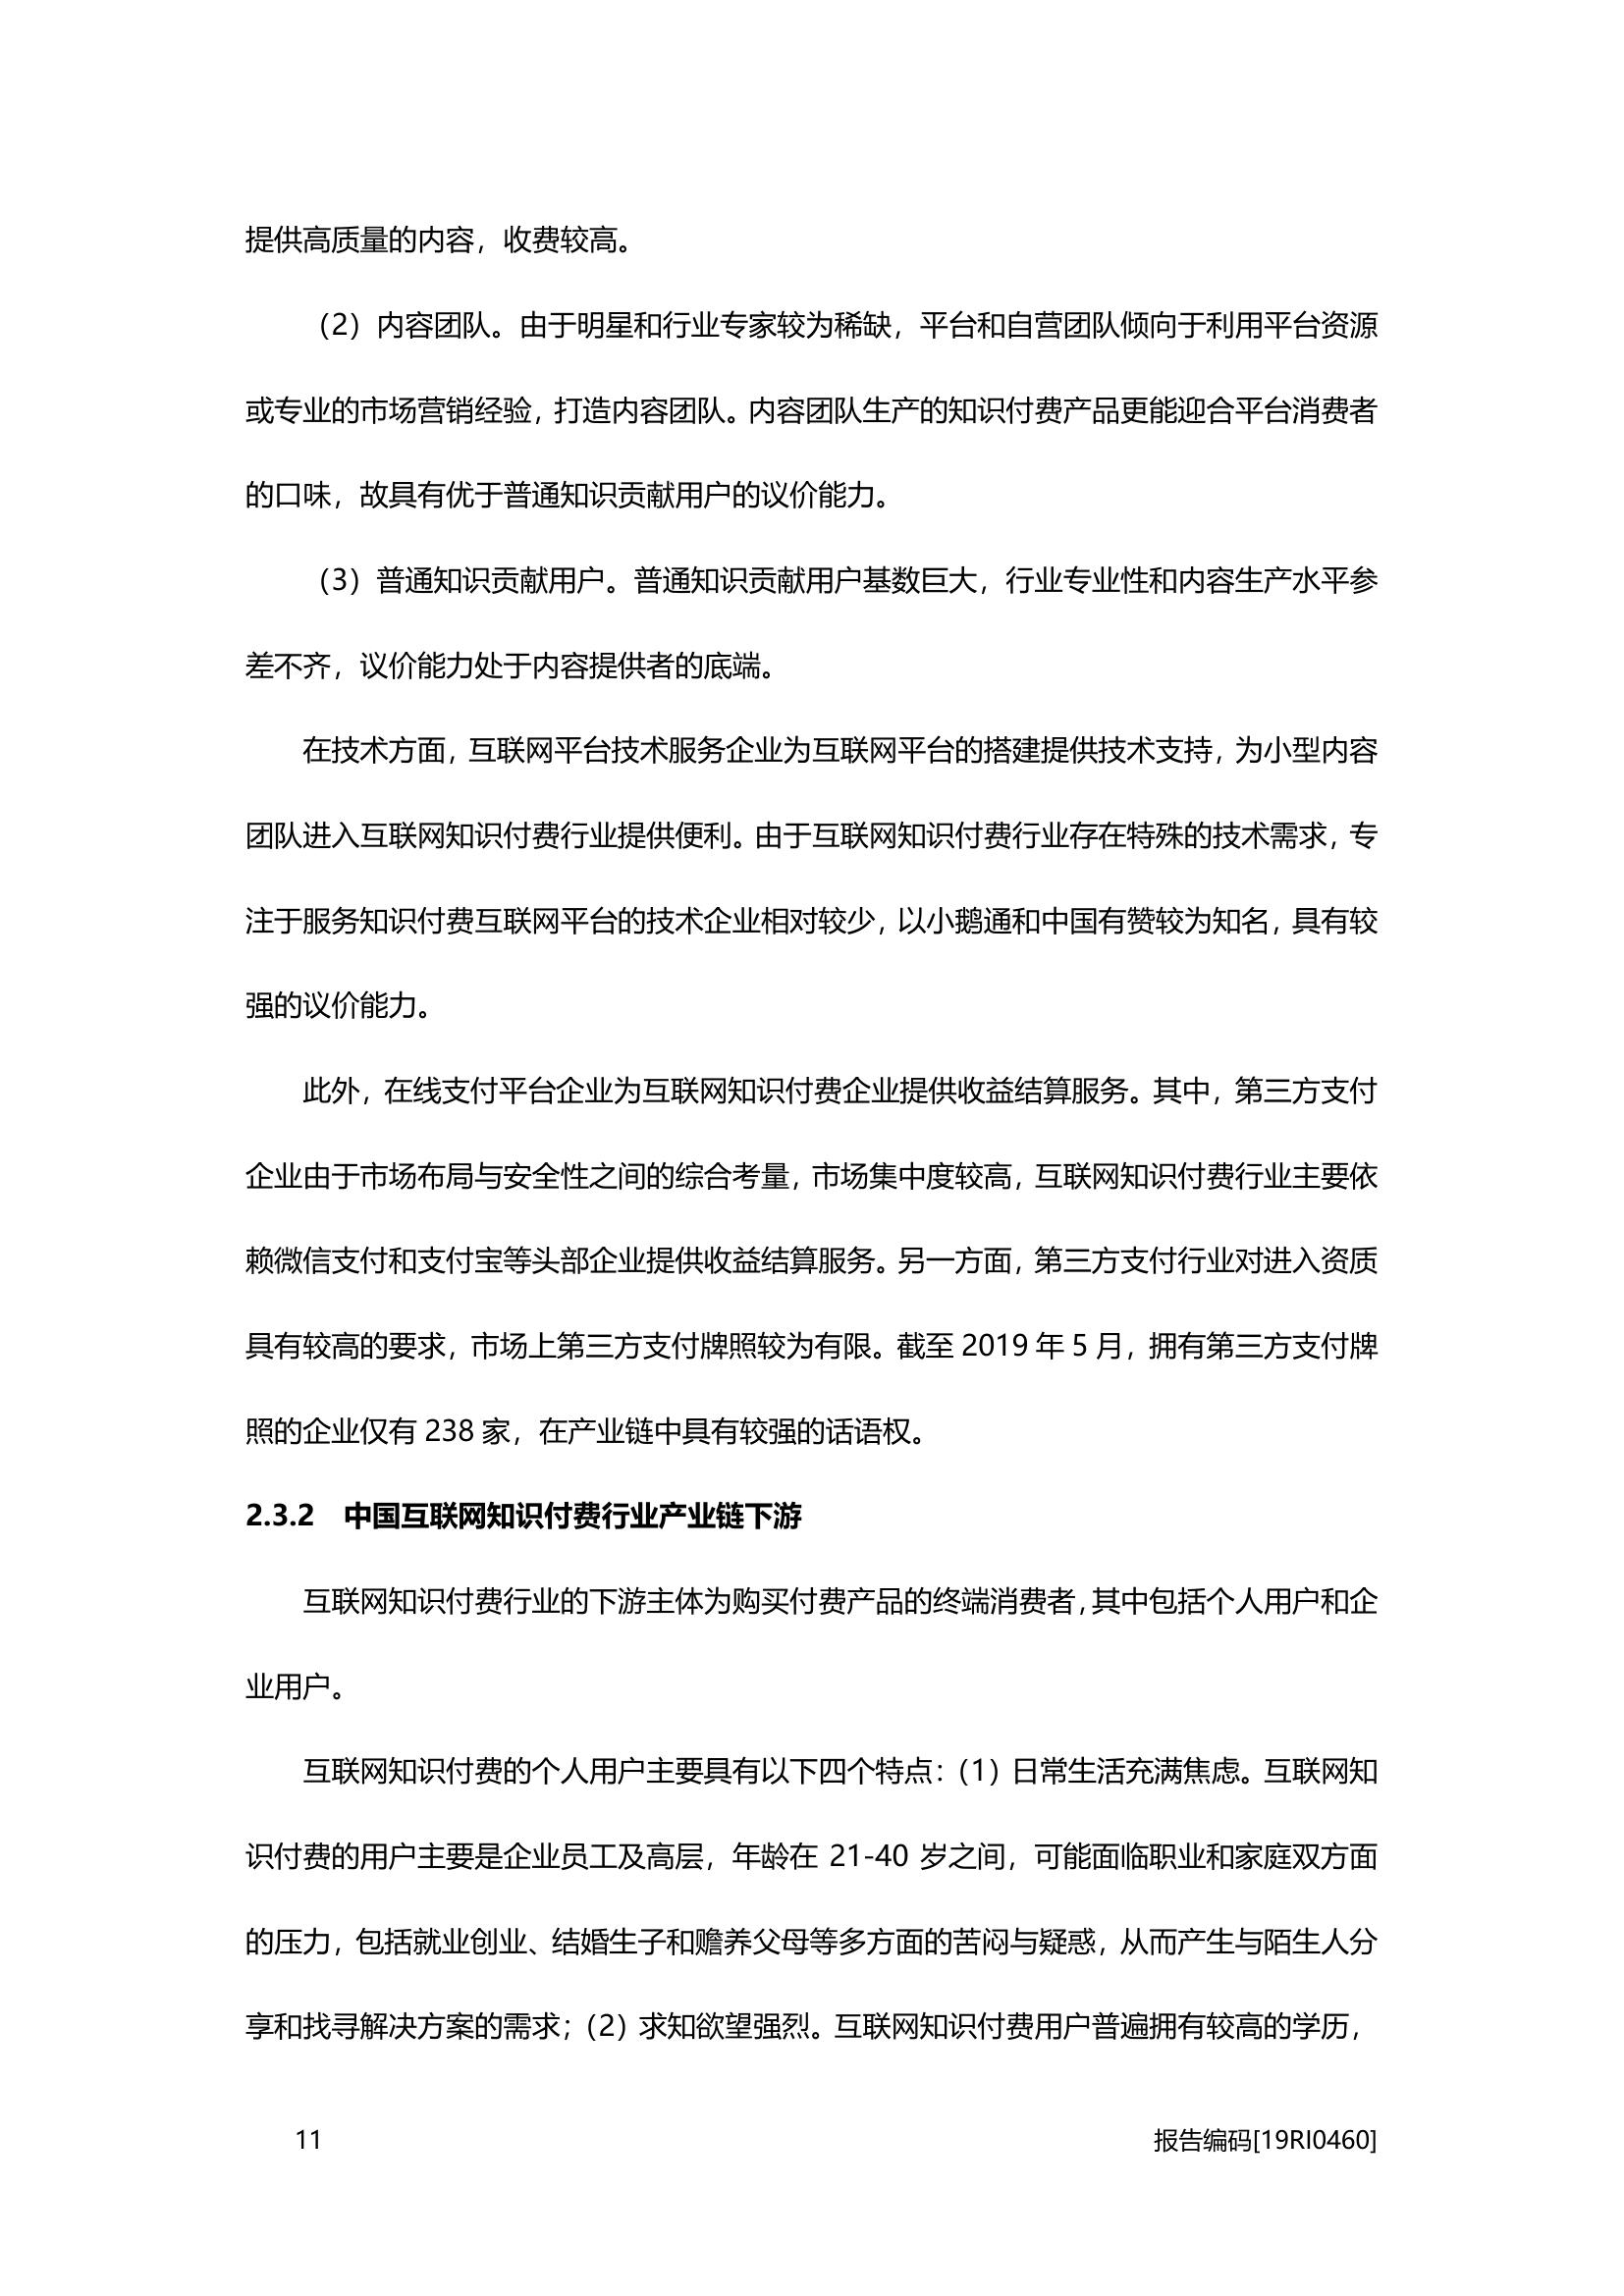 提供高质量的内容，收费较高。
（2）内容团队。由于明星和行业专家较为稀缺，平台和自营团队倾向于利用平台资源
或专业的市场营销经验，打造内容团队。内容团队生产的知识付费产品更能迎合平台消费者
的口味，故具有优于普通知识贡献用户的议价能力。
（3）普通知识贡献用户。普通知识贡献用户基数巨大，行业专业性和内容生产水平参
差不齐，议价能力处于内容提供者的底端。
在技术方面，互联网平台技术服务企业为互联网平台的搭建提供技术支持，为小型内容
团队进入互联网知识付费行业提供便利。由于互联网知识付费行业存在特殊的技术需求，专
注于服务知识付费互联网平台的技术企业相对较少，以小鹅通和中国有赞较为知名，具有较
强的议价能力。
此外，在线支付平台企业为互联网知识付费企业提供收益结算服务。其中，第三方支付
企业由于市场布局与安全性之间的综合考量，市场集中度较高，互联网知识付费行业主要依
赖微信支付和支付宝等头部企业提供收益结算服务。另一方面，第三方支付行业对进入资质
具有较高的要求，市场上第三方支付牌照较为有限。截至 2019 年 5 月，拥有第三方支付牌
照的企业仅有 238 家，在产业链中具有较强的话语权。
2.3.2 中国互联网知识付费行业产业链下游
互联网知识付费行业的下游主体为购买付费产品的终端消费者，其中包括个人用户和企
业用户。
互联网知识付费的个人用户主要具有以下四个特点：（1）日常生活充满焦虑。互联网知
识付费的用户主要是企业员工及高层，年龄在 21-40 岁之间，可能面临职业和家庭双方面
的压力，包括就业创业、结婚生子和赡养父母等多方面的苦闷与疑惑，从而产生与陌生人分
享和找寻解决方案的需求；（2）求知欲望强烈。互联网知识付费用户普遍拥有较高的学历，
11 报告编码[19RI0460]